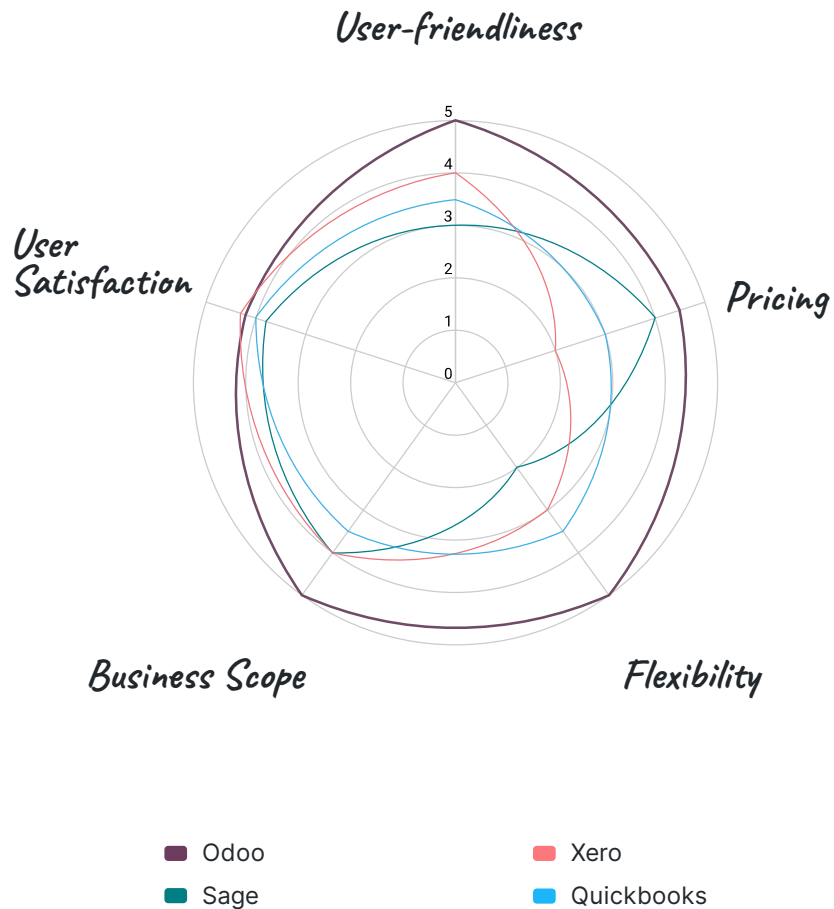 User-friendliness
5
4
3
2
1
0
User
Satisfaction
Pricing
Business Scope
Flexibility
Odoo
Xero
Sage
Quickbooks